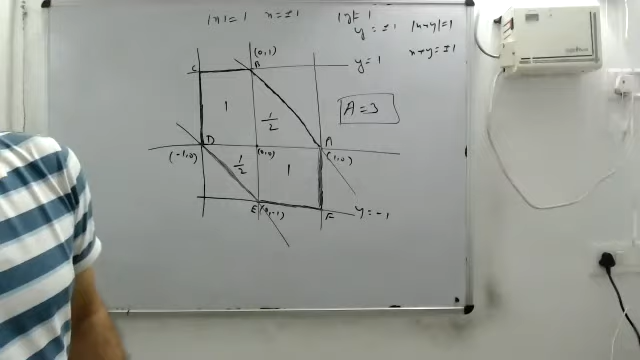 |x| = 1 x = ±1 |y| = 1
y = ±1 |x+y| = 1
x+y = ±1
(0,1)
C B y = 1
1
1/2
A = 3
D A
(-1,0) (0,0) (1,0)
1/2
1
E (0,-1) F y = -1